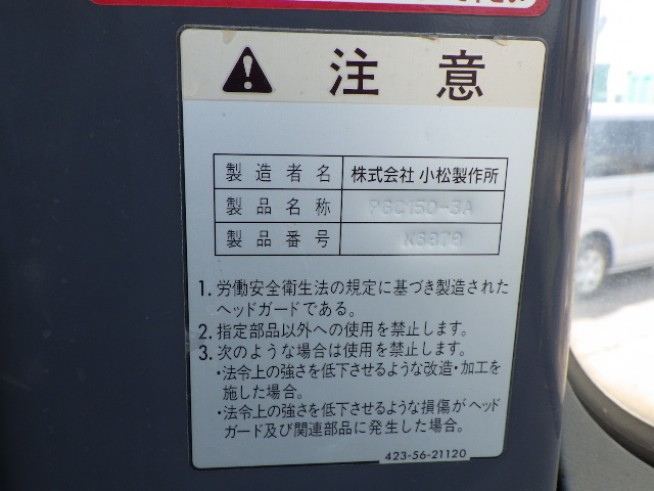 注意
製造者名 株式会社 小松製作所
製品名称
製品番号
1. 労働安全衛生法の規定に基づき製造された
ヘッドガードである。
2. 指定部品以外への使用を禁止します。
3. 次のような場合は使用を禁止します。
・法令上の強さを低下させるような改造・加工を
施した場合。
・法令上の強さを低下させるような損傷がヘッド
ガード及び関連部品に発生した場合。
423-56-21120